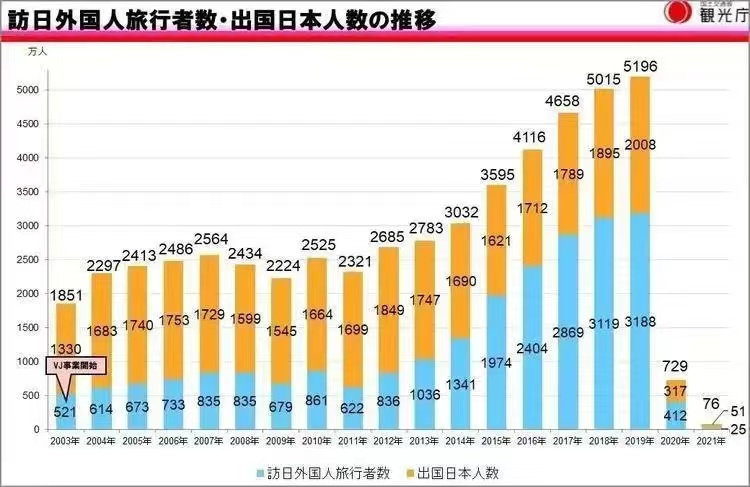 訪日外国人旅行者数・出国日本人数の推移
国土交通省
観光庁
万人
5000
4500
4000
3500
3000
2500
2000
1500
1000
500
0
1851 2297 2413 2486 2564 2434 2224 2525 2321 2685 2783 3032 3595 4116 4658 5015 5196 729 76
1330 1683 1740 1753 1729 1599 1545 1664 1699 1849 1747 1690 1621 1712 1789 1895 2008 317 51
VJ事業開始
521 614 673 733 835 835 679 861 622 836 1036 1341 1974 2404 2869 3119 3188 412 25
2003年 2004年 2005年 2006年 2007年 2008年 2009年 2010年 2011年 2012年 2013年 2014年 2015年 2016年 2017年 2018年 2019年 2020年 2021年
訪日外国人旅行者数 出国日本人数